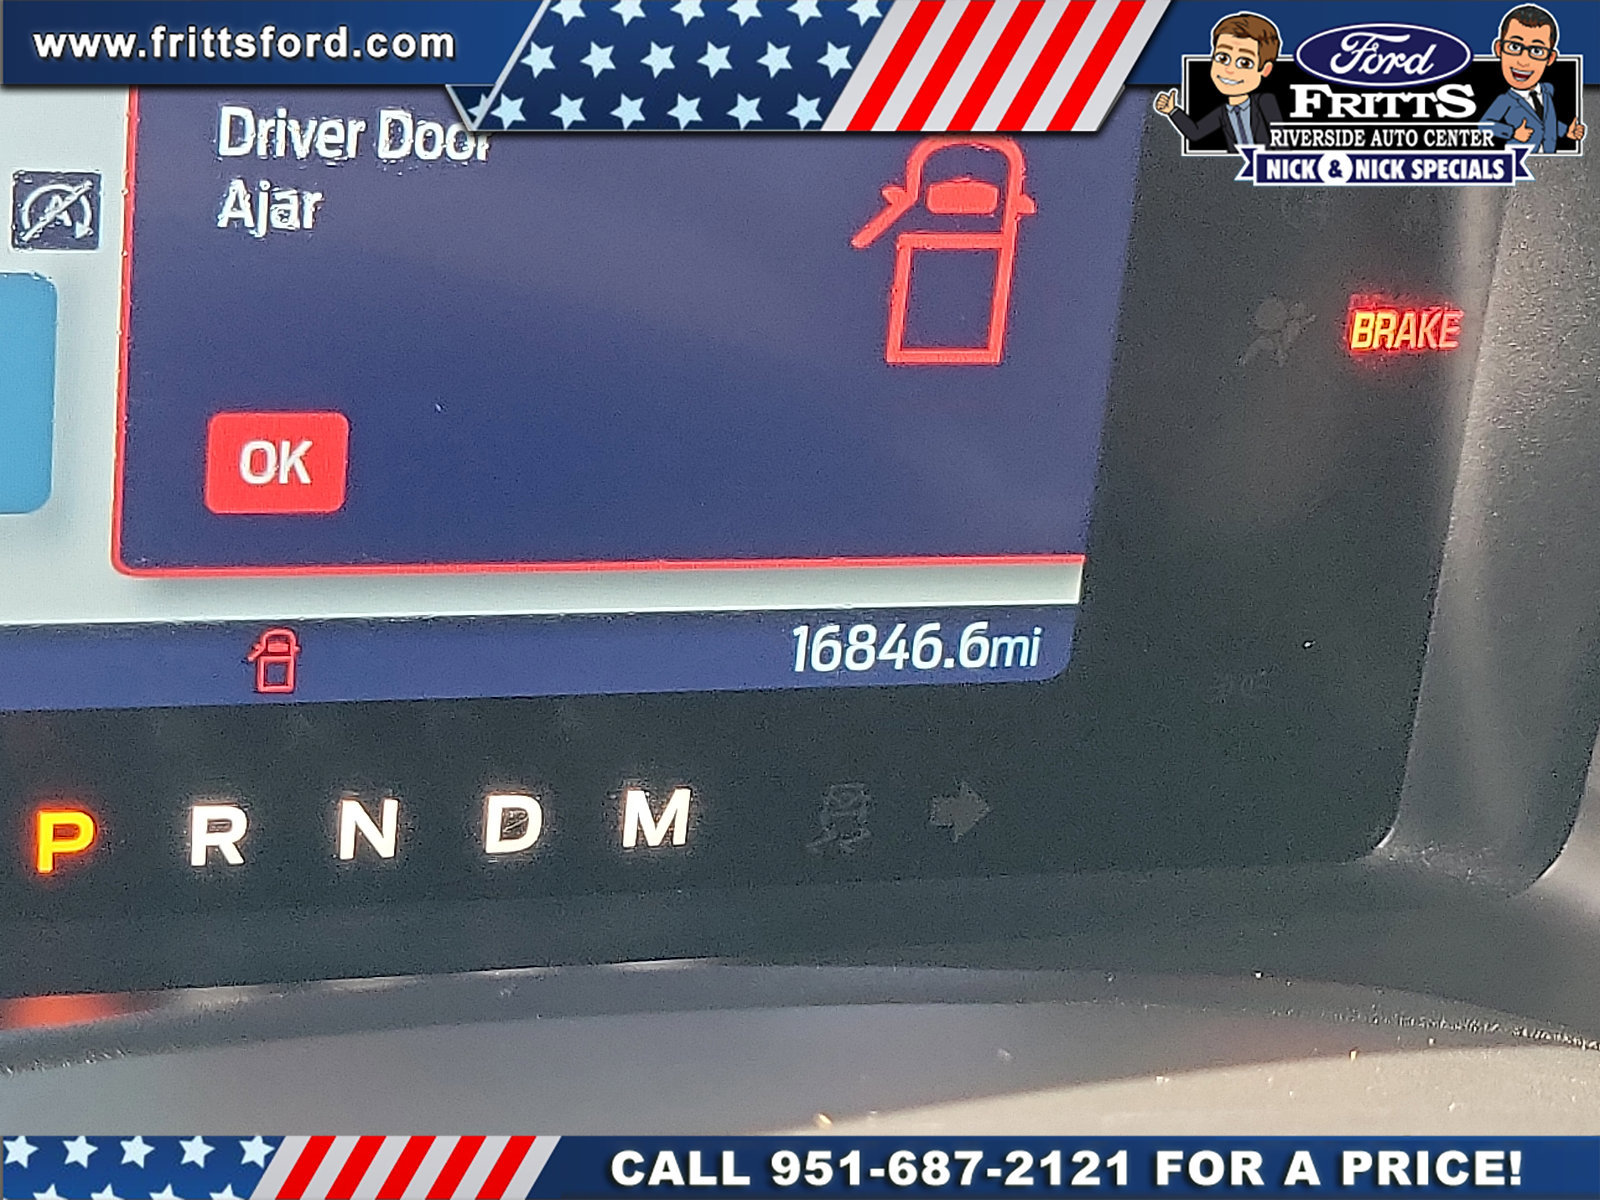 www.frittsford.com
Ford
FRITTS
RIVERSIDE AUTO CENTER
NICK & NICK SPECIALS
Driver Door
Ajar
A
BRAKE
OK
16846.6mi
P R N D M
CALL 951-687-2121 FOR A PRICE!